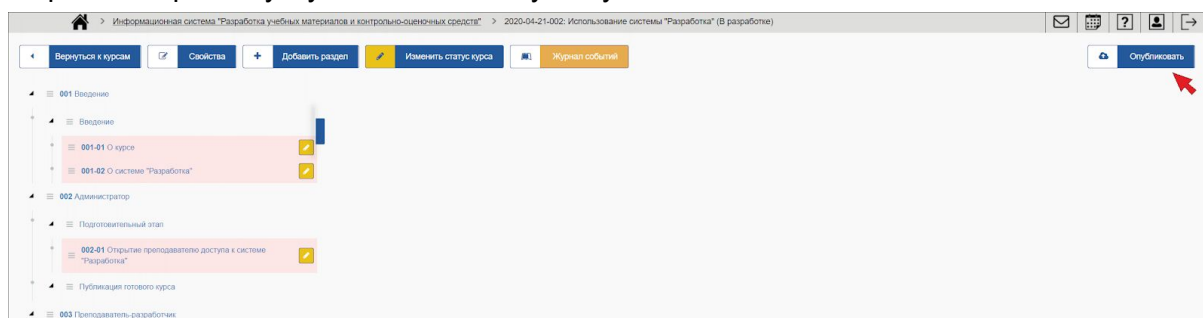 Информационная система "Разработка учебных материалов и контрольно-оценочных средств" > 2020-04-21-002: Использование системы "Разработка" (В разработке)
Вернуться к курсам Свойства Добавить раздел Изменить статус курса Журнал событий Опубликовать
001 Введение
Введение
001-01 О курсе
001-02 О системе "Разработка"
002 Администратор
Подготовительный этап
002-01 Открытие преподавателю доступа к системе
"Разработка"
Публикация готового курса
003 Преподаватель-разработчик